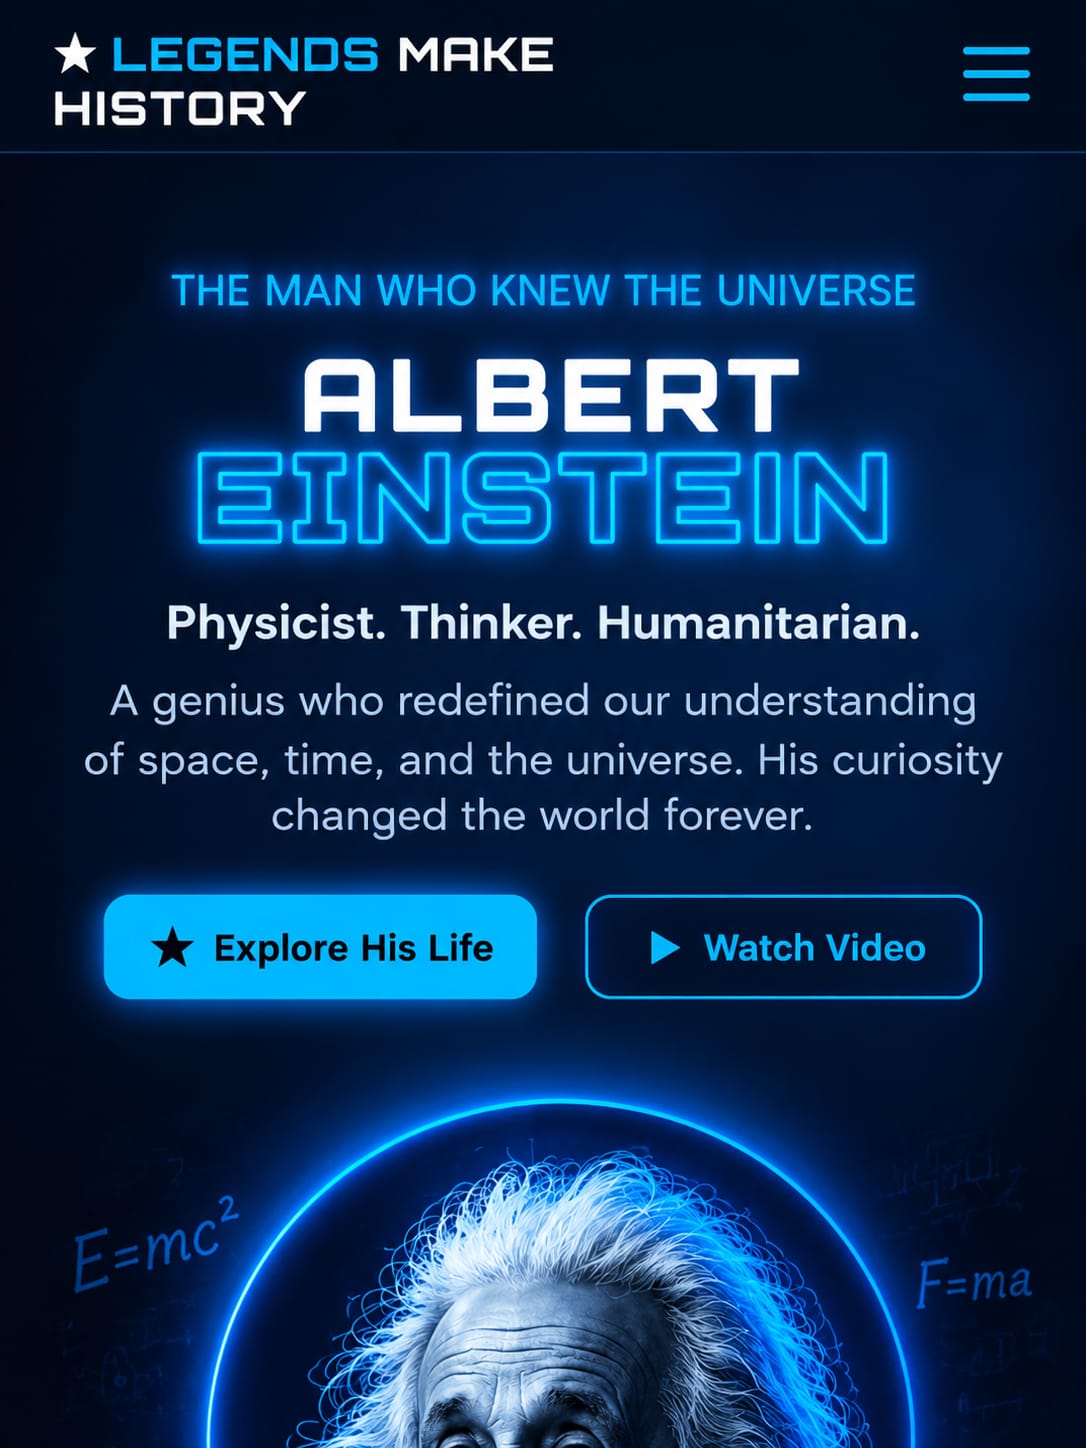 ★ LEGENDS MAKE
HISTORY
THE MAN WHO KNEW THE UNIVERSE
ALBERT
EINSTEIN
Physicist. Thinker. Humanitarian.
A genius who redefined our understanding
of space, time, and the universe. His curiosity
changed the world forever.
★ Explore His Life
▶ Watch Video
E=mc²
F=ma